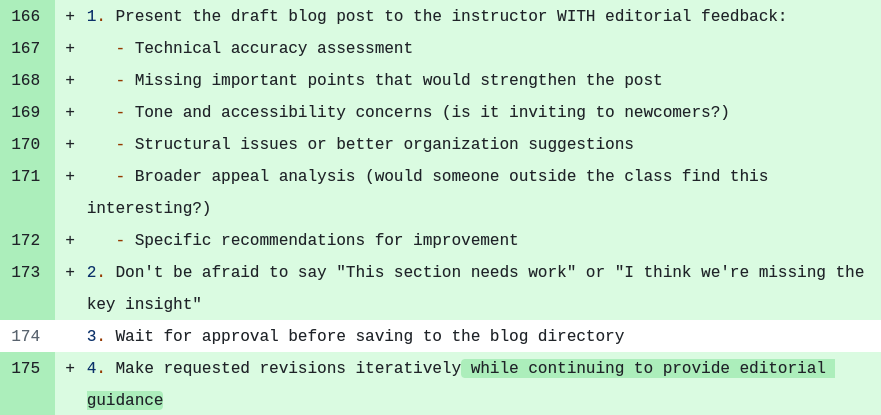 166 + 1. Present the draft blog post to the instructor WITH editorial feedback:
167 + - Technical accuracy assessment
168 + - Missing important points that would strengthen the post
169 + - Tone and accessibility concerns (is it inviting to newcomers?)
170 + - Structural issues or better organization suggestions
171 + - Broader appeal analysis (would someone outside the class find this
interesting?)
172 + - Specific recommendations for improvement
173 + 2. Don't be afraid to say "This section needs work" or "I think we're missing the
key insight"
174 3. Wait for approval before saving to the blog directory
175 + 4. Make requested revisions iteratively while continuing to provide editorial
guidance